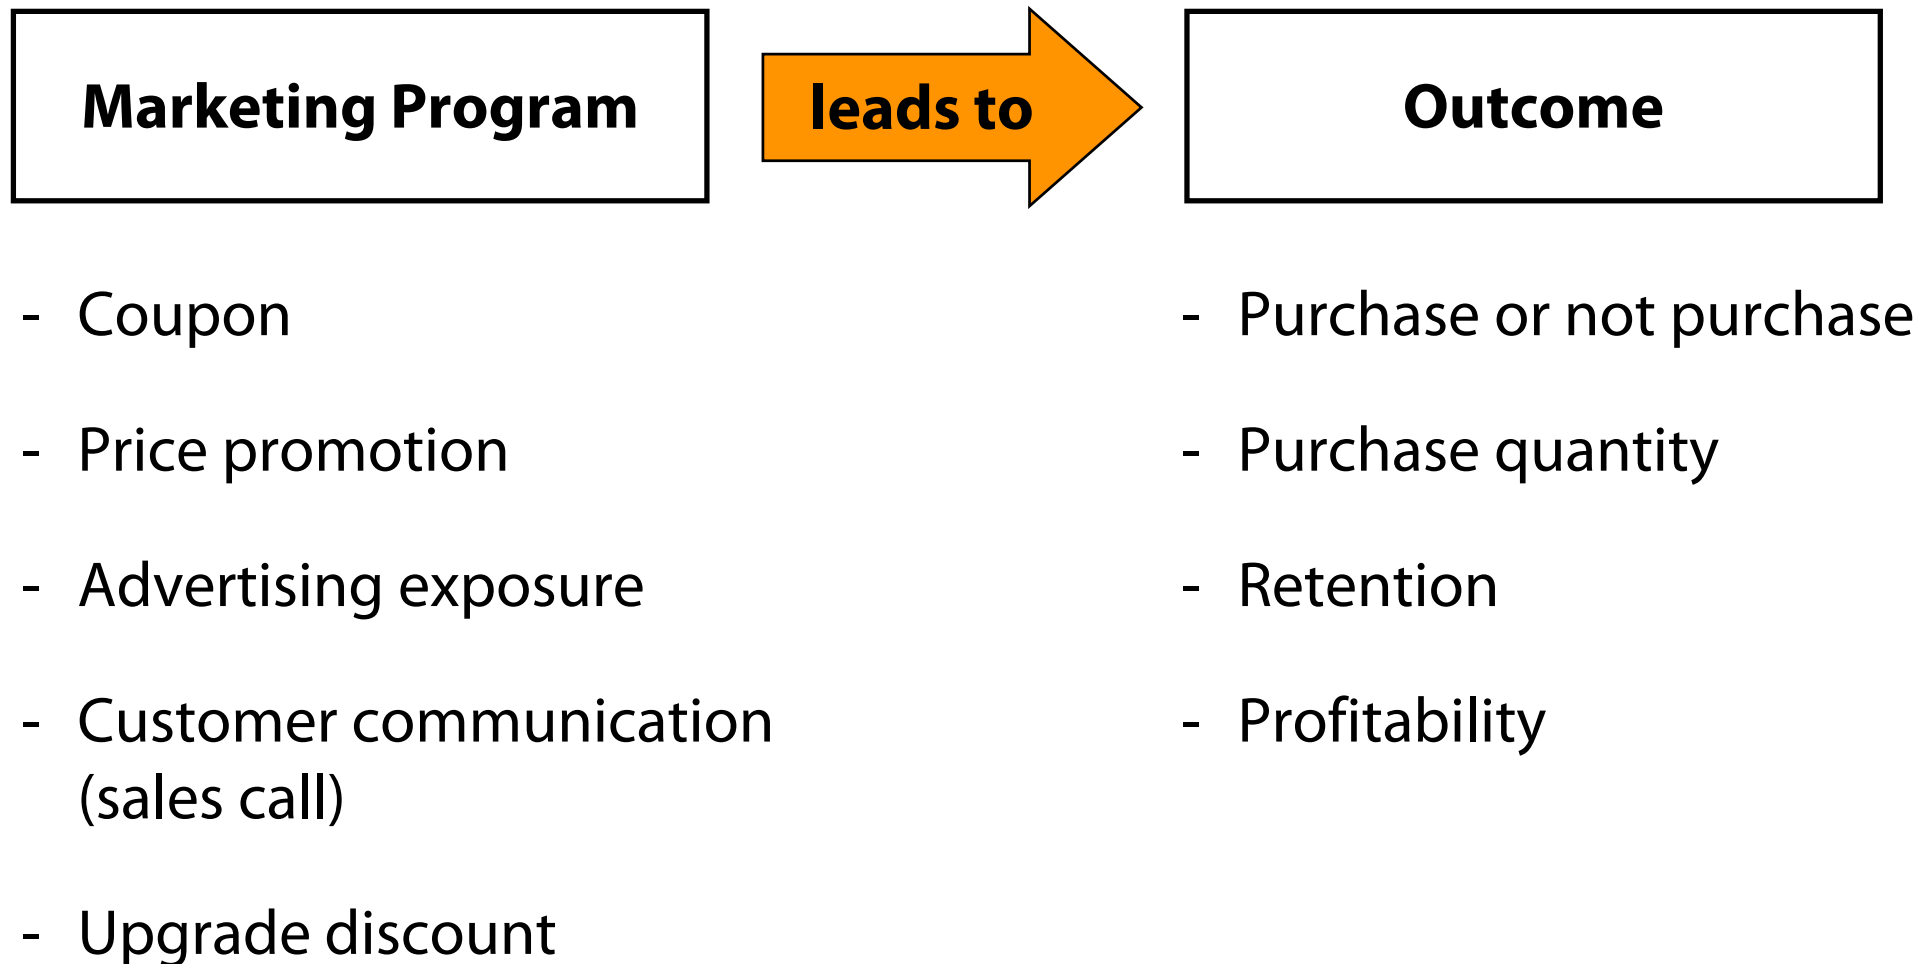 Marketing Program
leads to
Outcome
- Coupon
- Price promotion
- Advertising exposure
- Customer communication
(sales call)
- Upgrade discount
- Purchase or not purchase
- Purchase quantity
- Retention
- Profitability